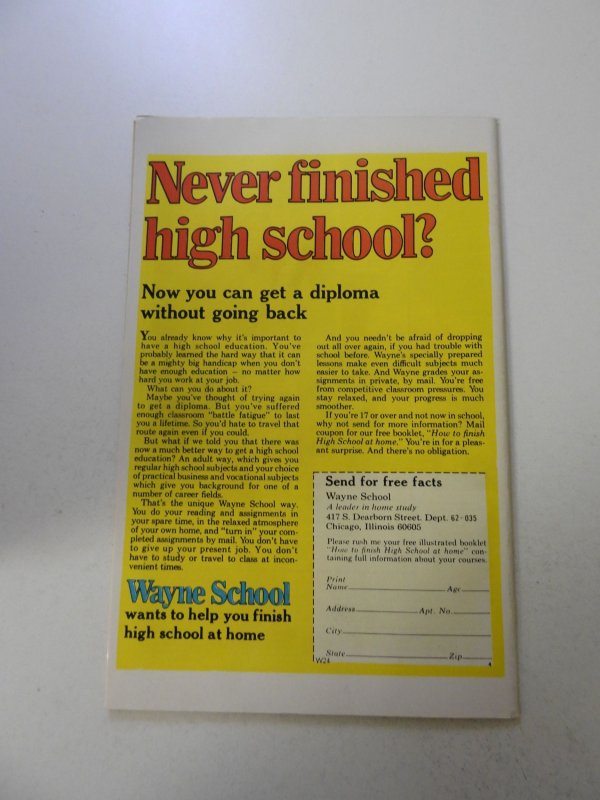 Never finished
high school?
Now you can get a diploma
without going back
You already know why it's important to
have a high school education. You've
probably learned the hard way that it can
be a mighty big handicap when you don't
have enough education — no matter how
hard you work at your job.
What can you do about it?
Maybe you've thought of trying again
to get a diploma. But you've suffered
enough classroom "battle fatigue" to last
you a lifetime. So you'd hate to travel that
route again even if you could.
But what if we told you that there was
now a much better way to get a high school
education? An adult way, which gives you
regular high school subjects and your choice
of practical business and vocational subjects
which give you background for one of a
number of career fields.
That's the unique Wayne School way.
You do your reading and assignments in
your spare time, in the relaxed atmosphere
of your own home, and "turn in" your com-
pleted assignments by mail. You don't have
to give up your present job. You don't
have to study or travel to class at incon-
venient times.
Wayne School
wants to help you finish
high school at home
And you needn't be afraid of dropping
out all over again, if you had trouble with
school before. Wayne's specially prepared
lessons make even difficult subjects much
easier to take. And Wayne grades your as-
signments in private, by mail. You're free
from competitive classroom pressures. You
stay relaxed, and your progress is much
smoother.
If you're 17 or over and not now in school,
why not send for more information? Mail
coupon for our free booklet, "How to finish
High School at home." You're in for a pleas-
ant surprise. And there's no obligation.
Send for free facts
Wayne School
A leader in home study
417 S. Dearborn Street. Dept. 62-035
Chicago, Illinois 60605
Please rush me your free illustrated booklet
"How to finish High School at home" con-
taining full information about your courses.
Print
Name Age
Address Apt. No.
City
State Zip
W24 4